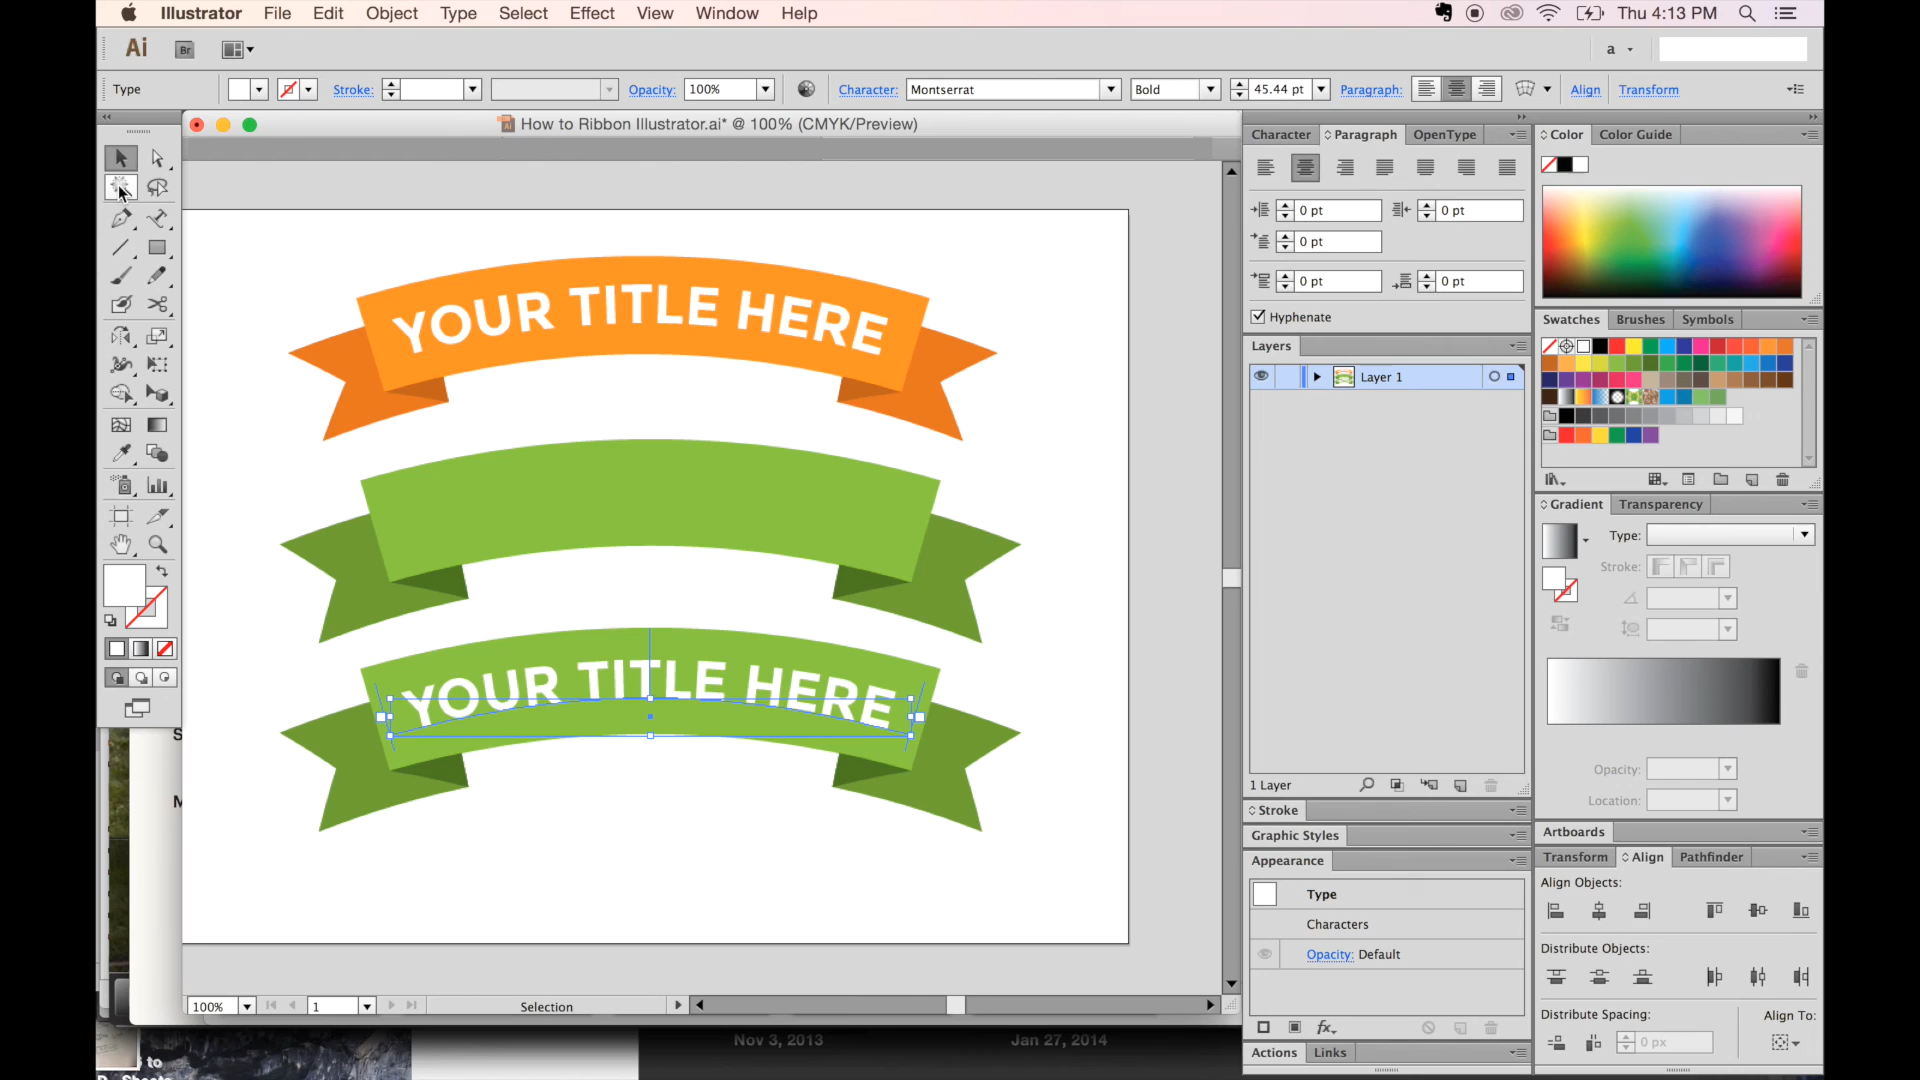 Illustrator File Edit Object Type Select Effect View Window Help Thu 4:13 PM
Ai Br a
Type Stroke: Opacity: 100% Character: Montserrat Bold 45.44 pt Paragraph: Align Transform
How to Ribbon Illustrator.ai* @ 100% (CMYK/Preview)
Character Paragraph OpenType
Color Color Guide
0 pt 0 pt
0 pt
0 pt 0 pt
Hyphenate
Layers
Layer 1
Swatches Brushes Symbols
YOUR TITLE HERE
YOUR TITLE HERE
Gradient Transparency
Type:
Stroke:
Opacity:
Location:
1 Layer
Stroke
Graphic Styles
Appearance
Type
Characters
Opacity: Default
Artboards
Transform Align Pathfinder
Align Objects:
Distribute Objects:
Distribute Spacing: Align To:
0 px
100% 1 Selection
fx
Actions Links
Nov 3, 2013 Jan 27, 2014